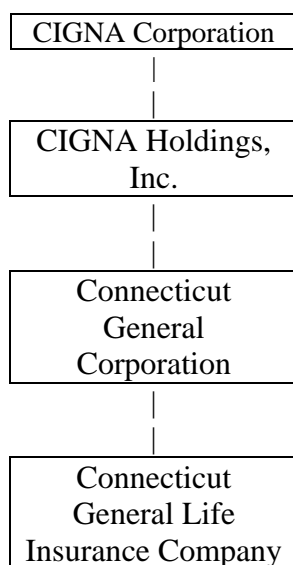 CIGNA Corporation
CIGNA Holdings,
Inc.
Connecticut
General
Corporation
Connecticut
General Life
Insurance Company